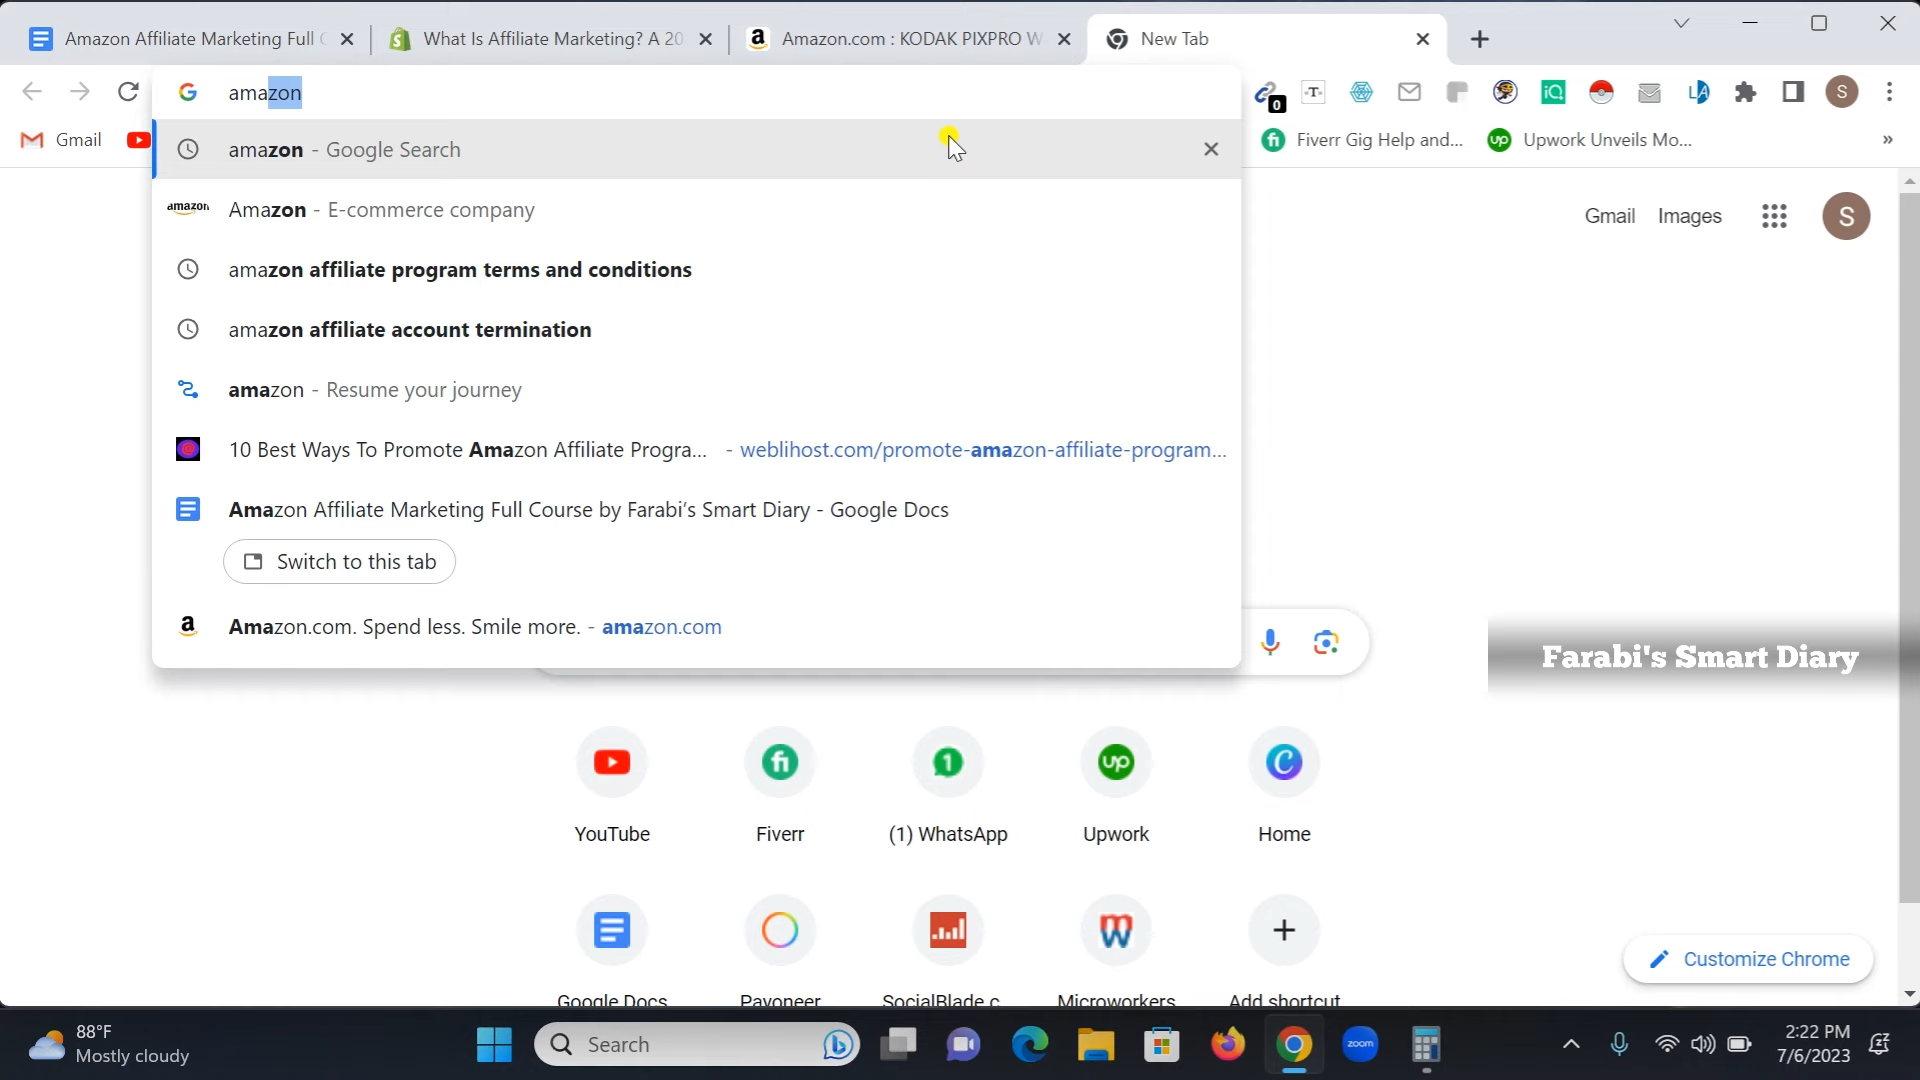 Amazon Affiliate Marketing Full C
What Is Affiliate Marketing? A 20
Amazon.com : KODAK PIXPRO W
New Tab
amazon
0
S
Gmail
Fiverr Gig Help and...
Upwork Unveils Mo...
»
amazon - Google Search
amazon
Amazon - E-commerce company
Gmail
Images
S
amazon affiliate program terms and conditions
amazon affiliate account termination
amazon - Resume your journey
10 Best Ways To Promote Amazon Affiliate Progra... - weblihost.com/promote-amazon-affiliate-program...
Amazon Affiliate Marketing Full Course by Farabi’s Smart Diary - Google Docs
Switch to this tab
Amazon.com. Spend less. Smile more. - amazon.com
Farabi's Smart Diary
YouTube
Fiverr
(1) WhatsApp
Upwork
Home
Google Docs
Payoneer
SocialBlade c
Microworkers
Add shortcut
Customize Chrome
88°F
Mostly cloudy
Search
zoom
2:22 PM
7/6/2023